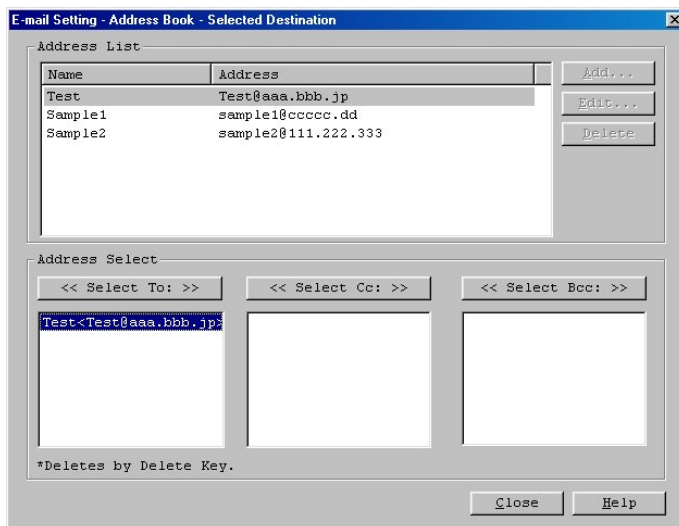 E-mail Setting - Address Book - Selected Destination
Address List
Name Address
Test Test@aaa.bbb.jp
Sample1 sample1@ccccc.dd
Sample2 sample2@111.222.333
Add...
Edit...
Delete
Address Select
<< Select To: >> << Select Cc: >> << Select Bcc: >>
Test<Test@aaa.bbb.jp>
*Deletes by Delete Key.
Close Help